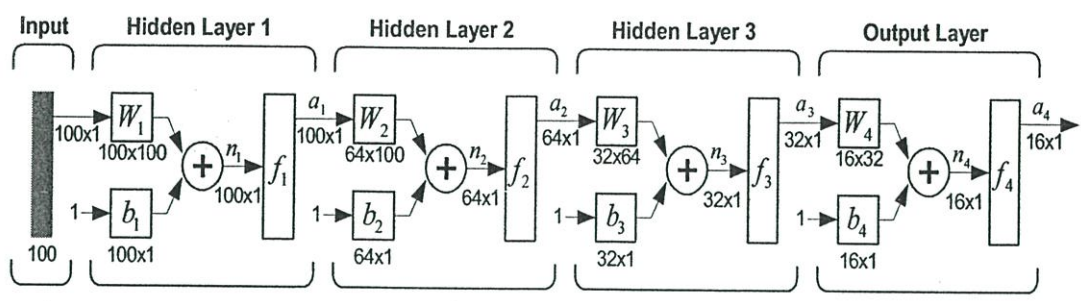 Input Hidden Layer 1 Hidden Layer 2 Hidden Layer 3 Output Layer
a1 a2 a3 a4
W1 W2 W3 W4
100x1 100x1 64x1 32x1 16x1
100x100 64x100 32x64 16x32
+ n1 f1 + n2 f2 + n3 f3 + n4 f4
100x1 64x1 32x1 16x1
1 b1 1 b2 1 b3 1 b4
100 100x1 64x1 32x1 16x1